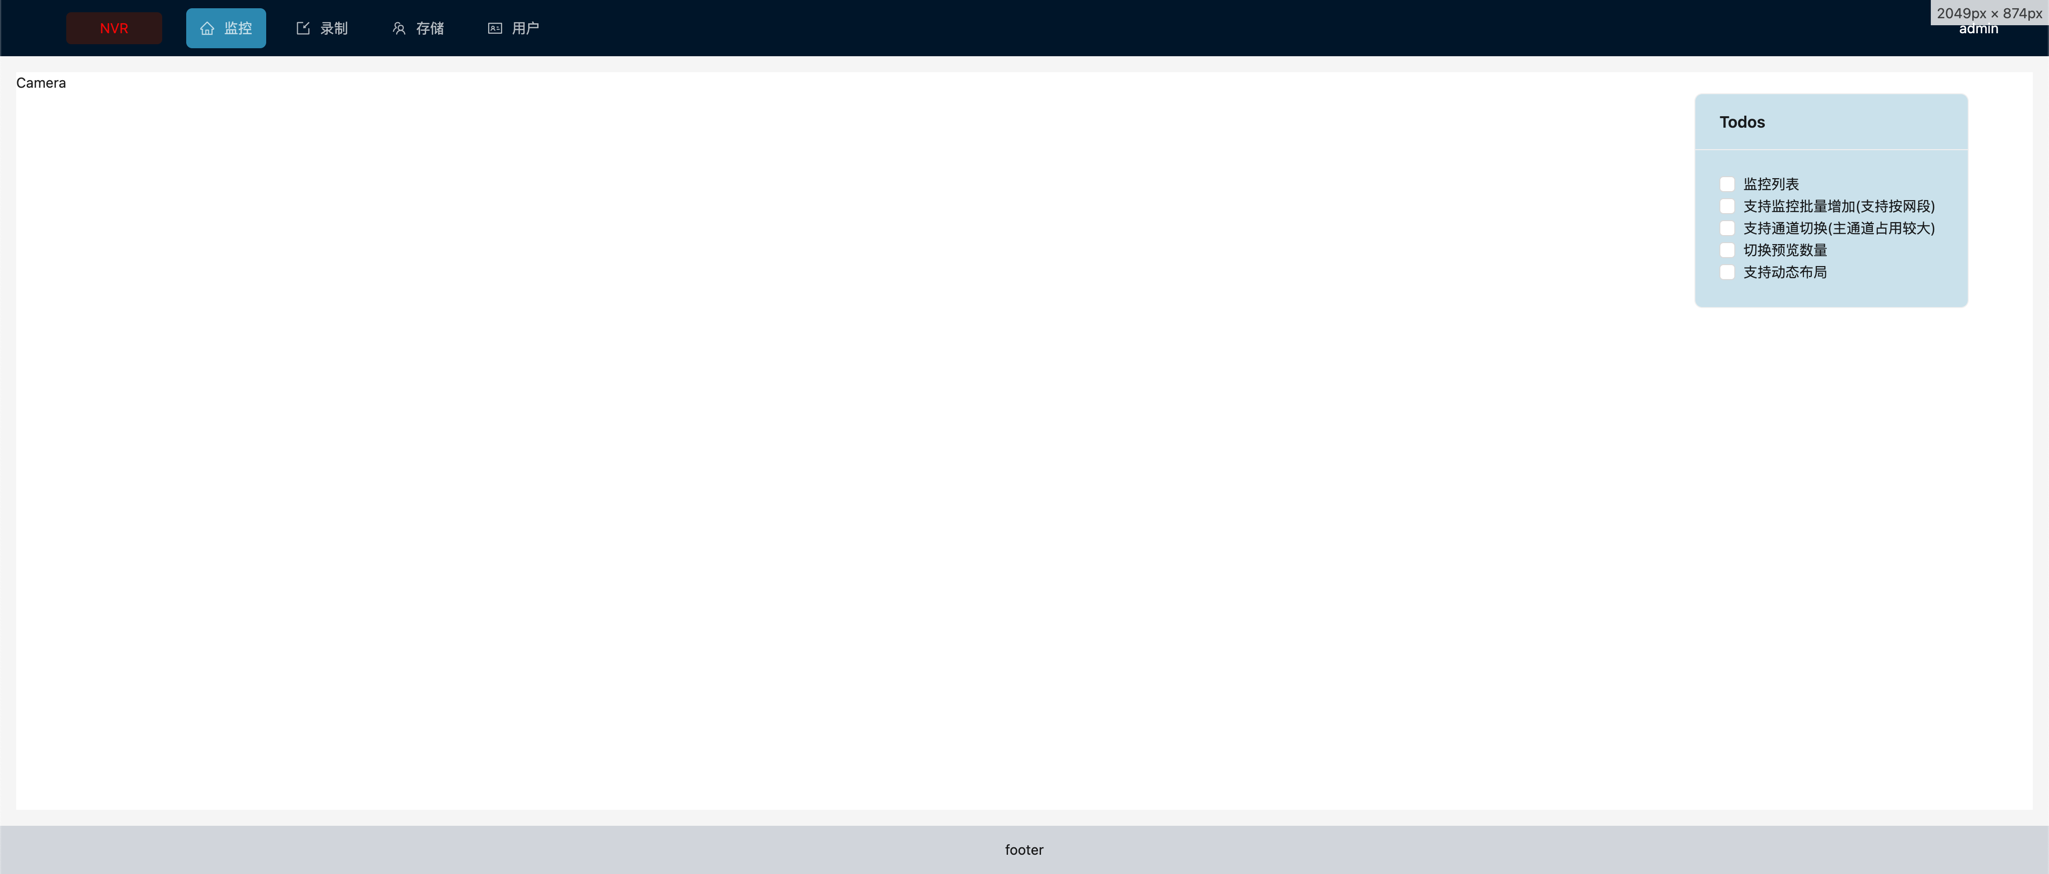 NVR
监控
录制
存储
用户
2049px × 874px
admin
Camera
Todos
监控列表
支持监控批量增加(支持按网段)
支持通道切换(主通道占用较大)
切换预览数量
支持动态布局
footer